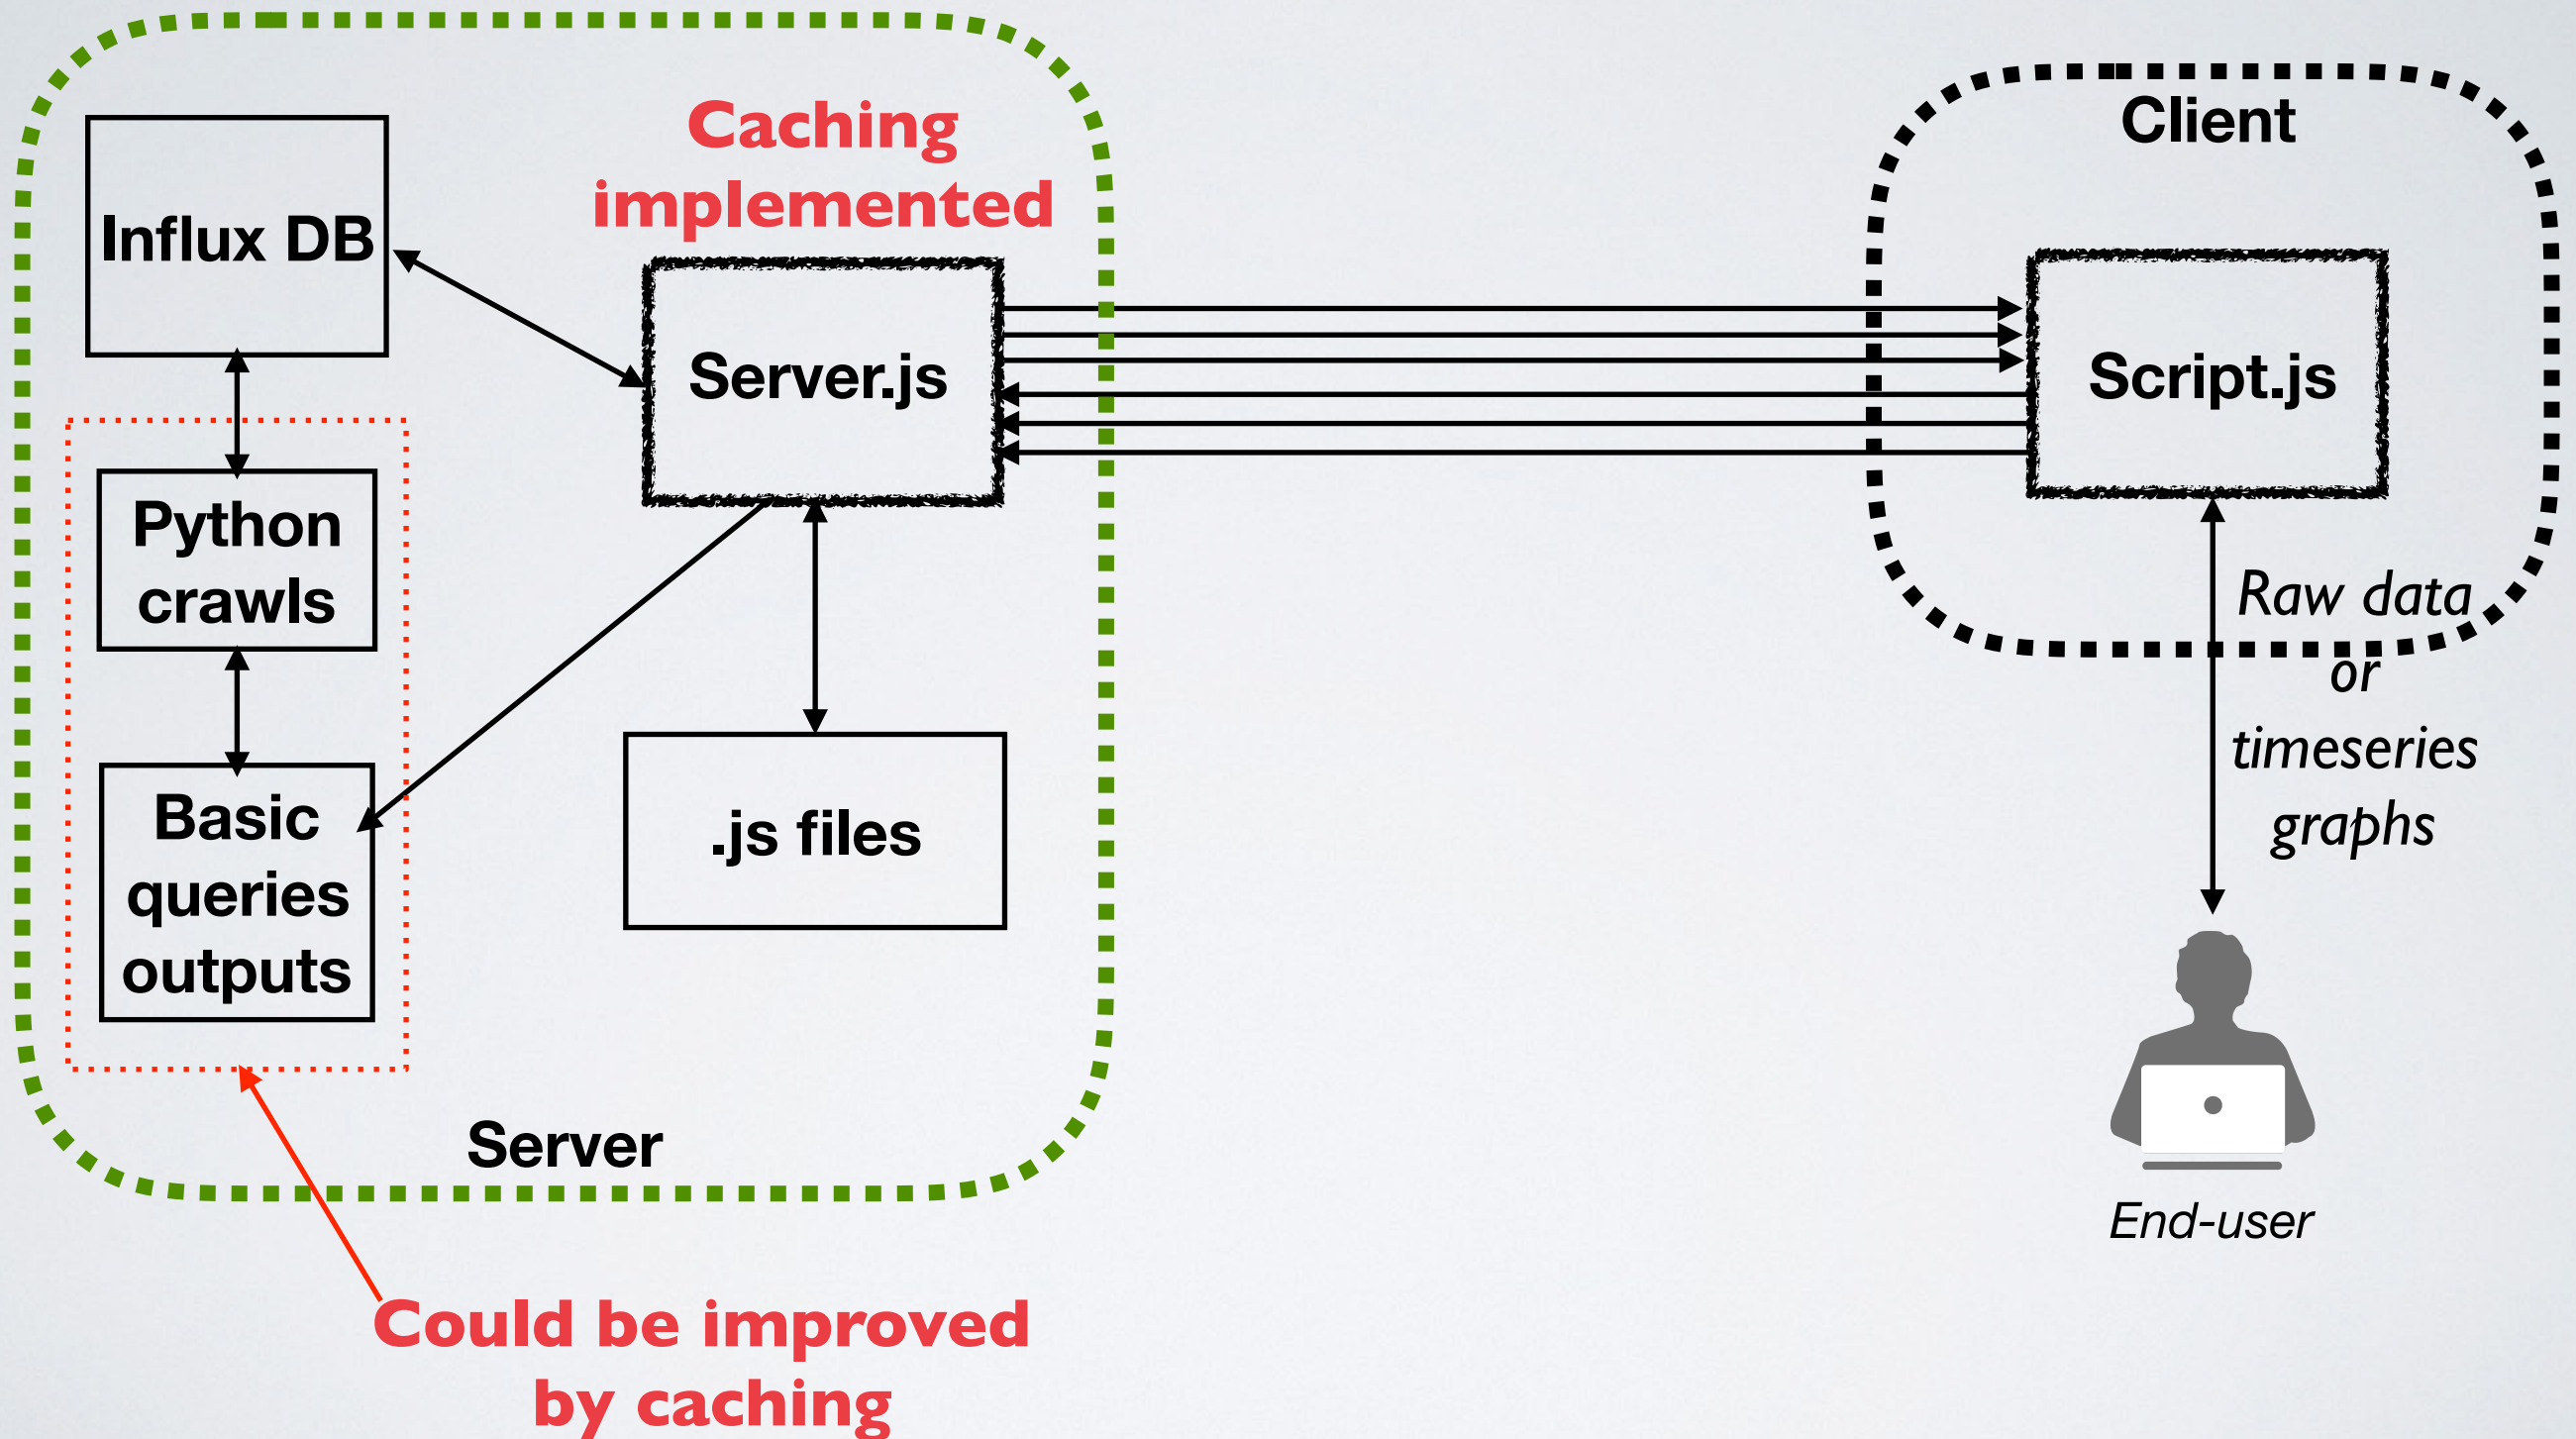 Caching
implemented
Client
Influx DB
Server.js
Script.js
Python
crawls
Raw data
or
timeseries
graphs
Basic
queries
outputs
.js files
Server
End-user
Could be improved
by caching